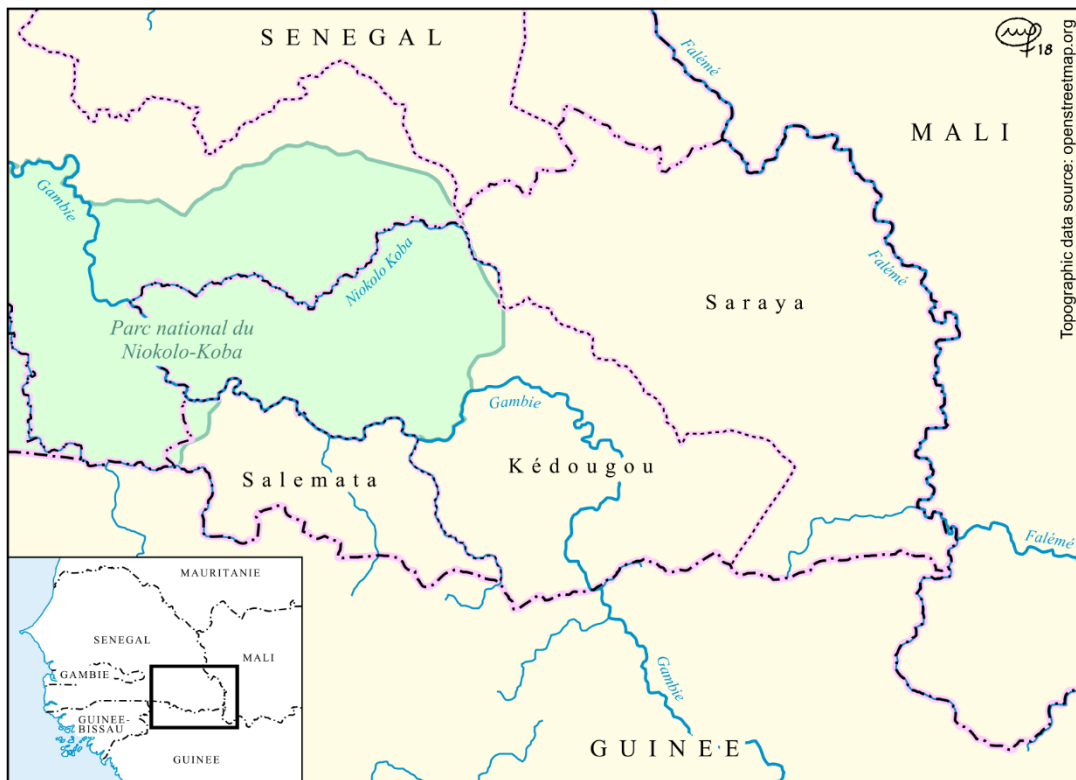 SENEGAL
Falémé
18
MALI
Topographic data source: openstreetmap.org
Gambie
Niokolo Koba
Falémé
Saraya
Parc national du
Niokolo-Koba
Gambie
Kédougou
Salemata
Falémé
Gambie
GUINEE
MAURITANIE
SENEGAL
MALI
GAMBIE
GUINEE-
BISSAU
GUINEE